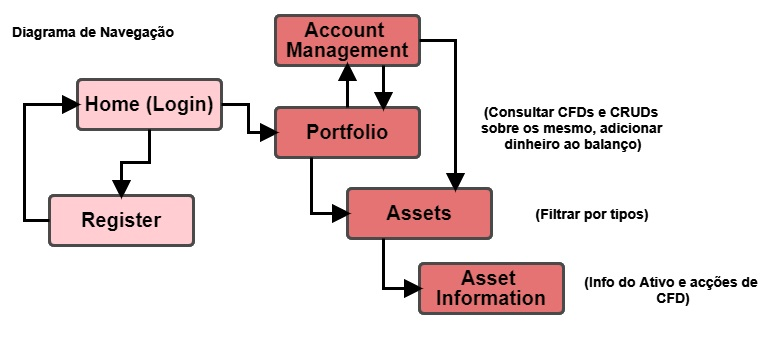 Diagrama de Navegação
Account
Management
Home (Login)
Portfolio
(Consultar CFDs e CRUDs
sobre os mesmo, adicionar
dinheiro ao balanço)
Register
Assets
(Filtrar por tipos)
Asset
Information
(Info do Ativo e acções de
CFD)